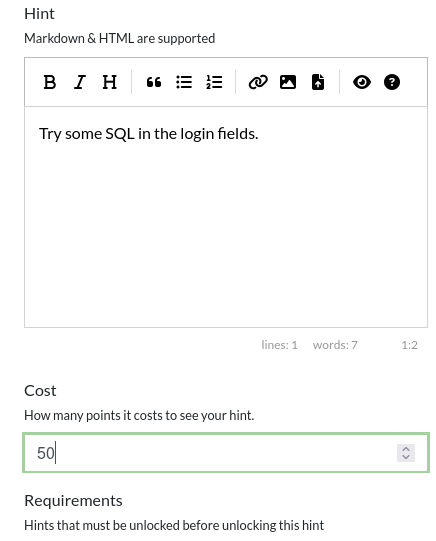 Hint
Markdown & HTML are supported
B I H
Try some SQL in the login fields.
lines: 1 words: 7 1:2
Cost
How many points it costs to see your hint.
50
Requirements
Hints that must be unlocked before unlocking this hint